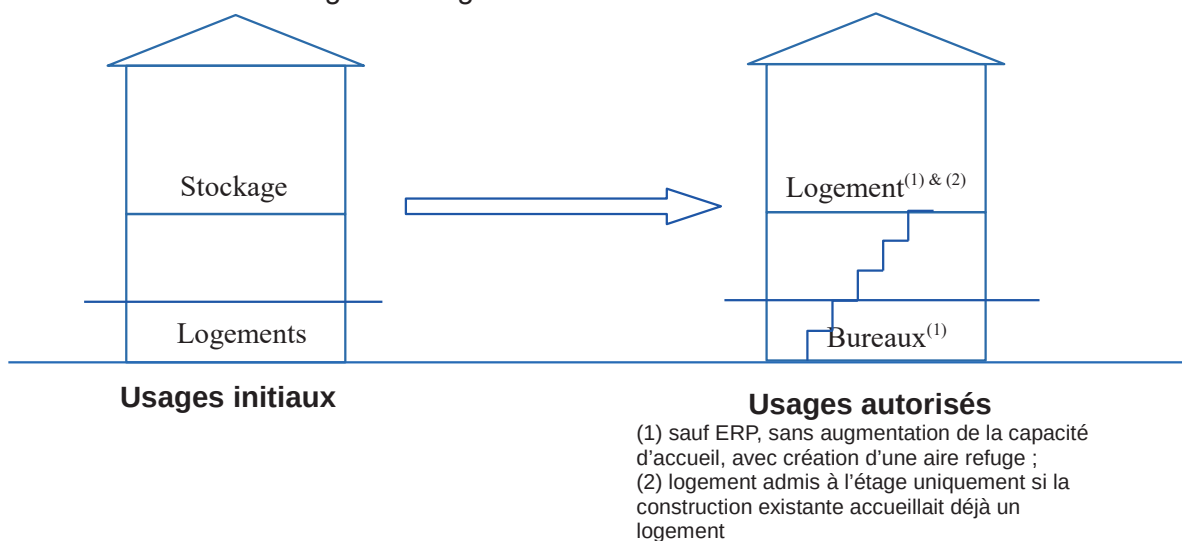 Stockage
Logement(1) & (2)
Logements
Bureaux(1)
Usages initiaux
Usages autorisés
(1) sauf ERP, sans augmentation de la capacité
d’accueil, avec création d’une aire refuge ;
(2) logement admis à l’étage uniquement si la
construction existante accueillait déjà un
logement